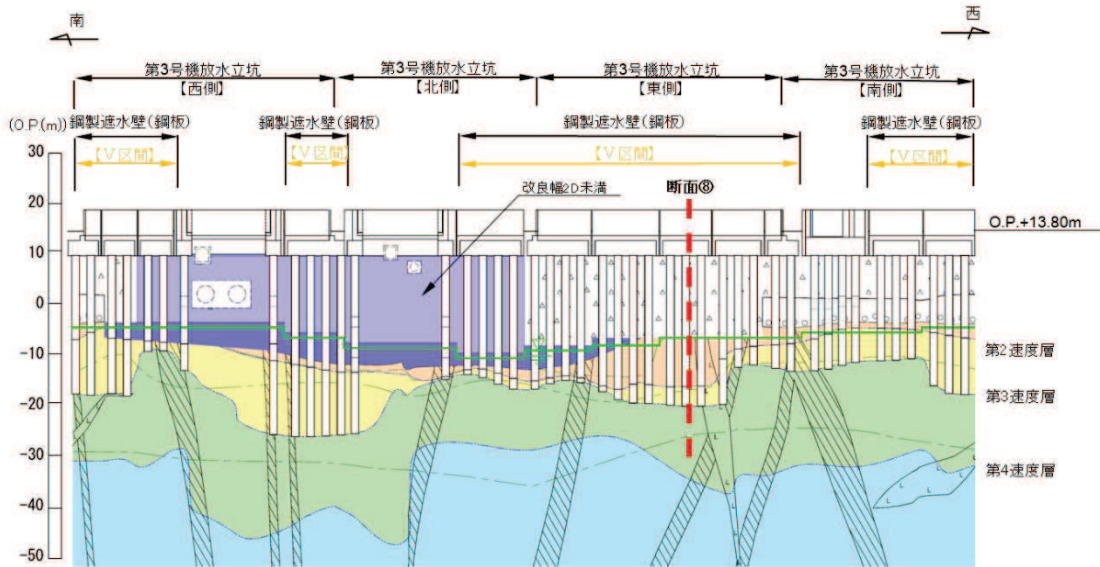 南
西
第3号機放水立坑
【西側】
第3号機放水立坑
【北側】
第3号機放水立坑
【東側】
第3号機放水立坑
【南側】
(O.P.(m))
鋼製遮水壁(鋼板)
鋼製遮水壁(鋼板)
鋼製遮水壁(鋼板)
鋼製遮水壁(鋼板)
【Ⅴ区間】
【Ⅴ区間】
【Ⅴ区間】
【Ⅴ区間】
改良幅2D未満
断面⑧
O.P.+13.80m
30
20
10
0
-10
-20
-30
-40
-50
第2速度層
第3速度層
第4速度層